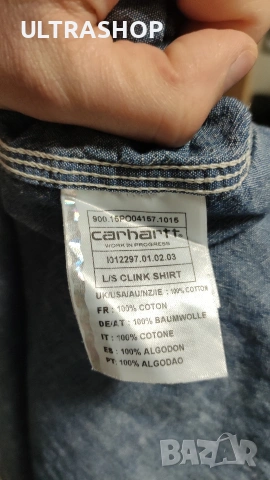 ULTRASHOP
900.15PO04157.1015
carhartt
WORK IN PROGRESS
I012297.01.02.03
L/S CLINK SHIRT
UK/USA/AU/NZ/IE : 100% COTTON
FR : 100% COTON
DE/AT : 100% BAUMWOLLE
IT : 100% COTONE
ES : 100% ALGODON
PT : 100% ALGODAO
BAZAR
bg